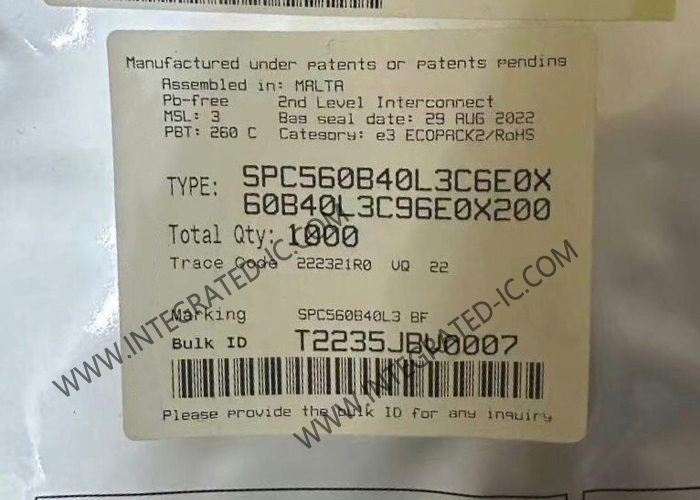 Manufactured under patents or patents pending
Assembled in: MALTA
Pb-free 2nd Level Interconnect
MSL: 3 Bag seal date: 29 AUG 2022
PBT: 260 C Category: e3 ECOPACK2/RoHS
TYPE: SPC560B40L3C6E0X
60B40L3C96E0X200
Total Qty: 1000
Trace Code 222321R0 VQ 22
Marking SPC560B40L3 BF
Bulk ID T2235JBV0007
Please provide the bulk ID for any inquiry
WWW.INTEGRATED-IC.COM
WWW.INTEGRATED-IC.COM